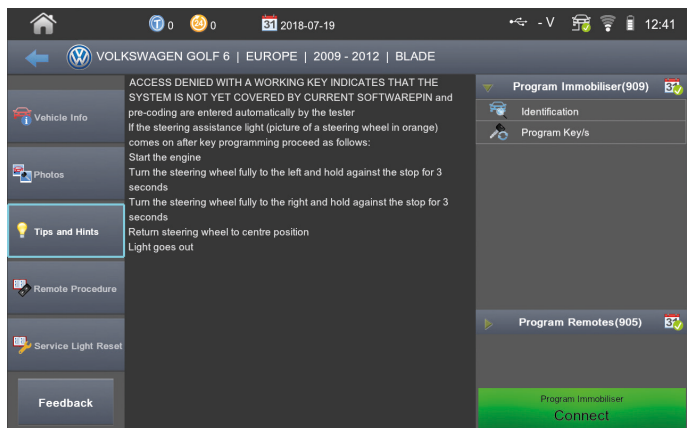 0
0
31 2018-07-19
- V
12:41
VOLKSWAGEN GOLF 6 | EUROPE | 2009 - 2012 | BLADE
Vehicle Info
Photos
Tips and Hints
Remote Procedure
Service Light Reset
Feedback
ACCESS DENIED WITH A WORKING KEY INDICATES THAT THE
SYSTEM IS NOT YET COVERED BY CURRENT SOFTWAREPIN and
pre-coding are entered automatically by the tester
If the steering assistance light (picture of a steering wheel in orange)
comes on after key programming proceed as follows:
Start the engine
Turn the steering wheel fully to the left and hold against the stop for 3
seconds
Turn the steering wheel fully to the right and hold against the stop for 3
seconds
Return steering wheel to centre position
Light goes out
Program Immobiliser(909)
Identification
Program Key/s
Program Remotes(905)
Program Immobiliser
Connect